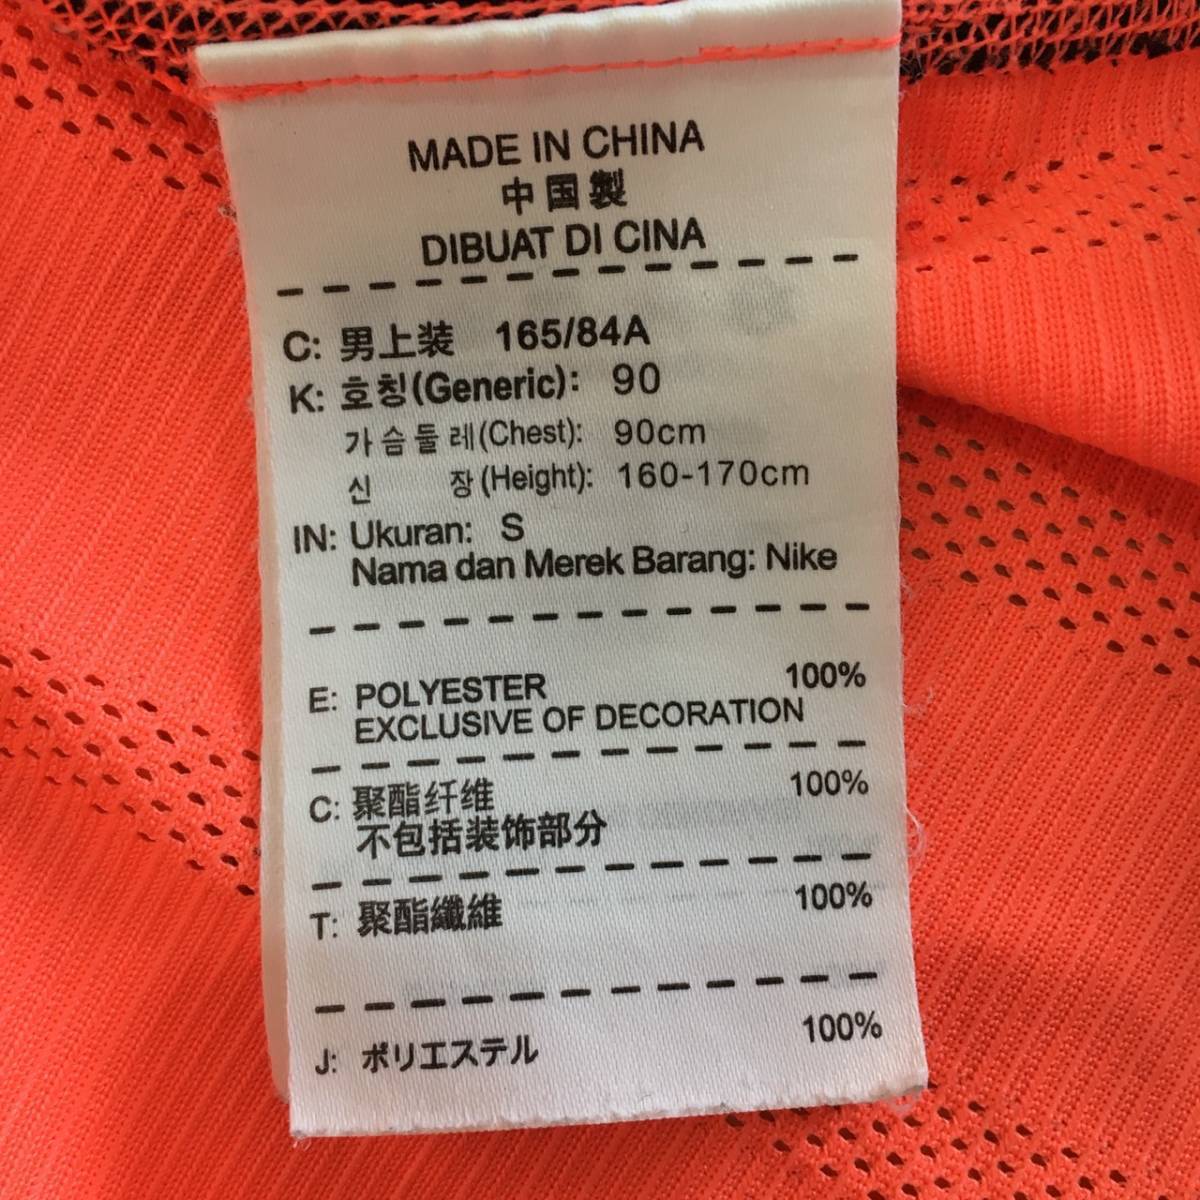 MADE IN CHINA
中国製
DIBUAT DI CINA
C: 男上装 165/84A
K: 호칭(Generic): 90
가슴둘레(Chest): 90cm
신 장(Height): 160-170cm
IN: Ukuran: S
Nama dan Merek Barang: Nike
E: POLYESTER 100%
EXCLUSIVE OF DECORATION
C: 聚酯纤维 100%
不包括装饰部分
T: 聚酯纖維 100%
J: ポリエステル 100%